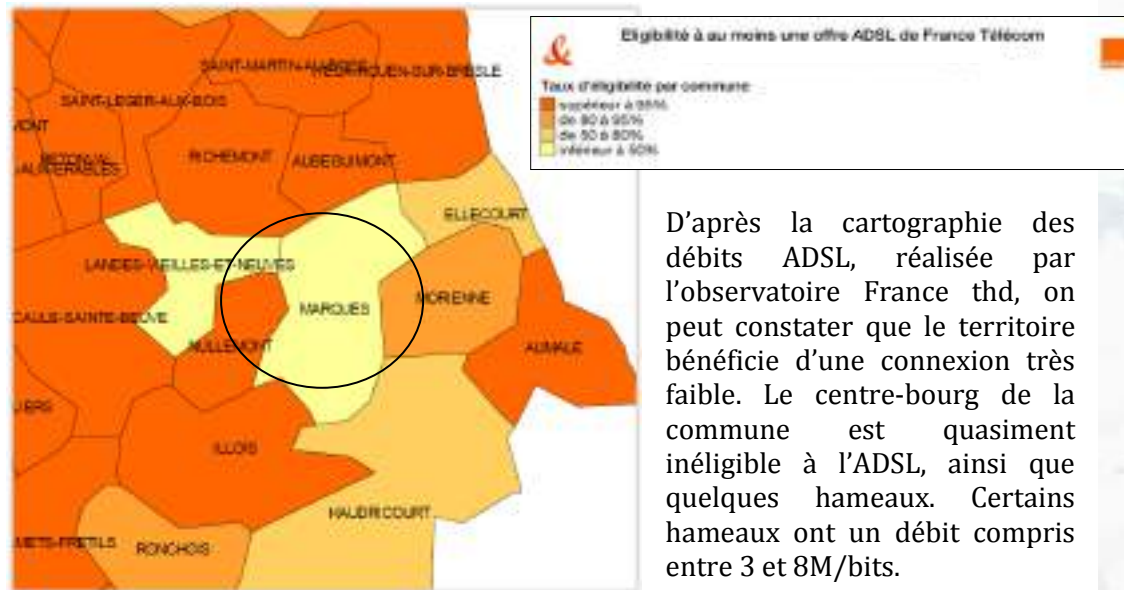 SAINT-LEGER-AUX-BOIS
RICHEMONT
AUBEGUIMONT
ELLECOURT
LANDES-VIEILLES-ET-NEUVES
MARQUES
MORIENNE
CAULE-SAINTE-BEUVE
NULLEMONT
AUMALE
ILLOIS
HAUDRICOURT
RONCHOIS
Eligibilité à au moins une offre ADSL de France Télécom
&
Taux d'éligibilité par commune
supérieur à 95%
de 80 à 95%
de 50 à 80%
inférieur à 50%
D'après la cartographie des
débits ADSL, réalisée par
l'observatoire France thd, on
peut constater que le territoire
bénéficie d'une connexion très
faible. Le centre-bourg de la
commune est quasiment
inéligible à l'ADSL, ainsi que
quelques hameaux. Certains
hameaux ont un débit compris
entre 3 et 8M/bits.